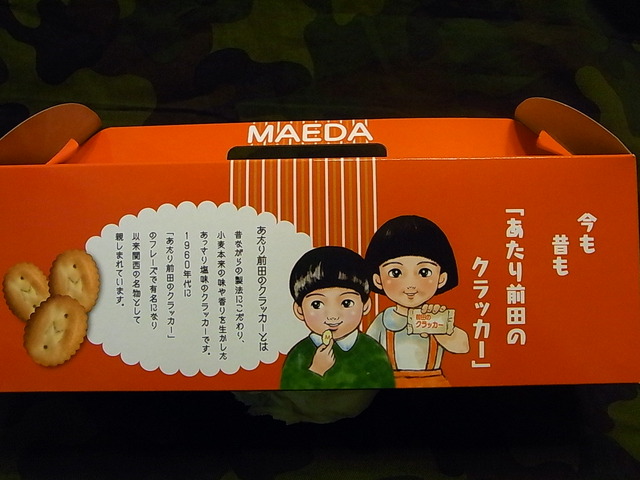 MAEDA
今も
昔も
「あたり前田の
クラッカー」
前田の
クラッカー
あたり前田のクラッカーとは
昔ながらの製法にこだわり、
小麦本来の味や香りを生かした
あっさり塩味のクラッカーです。
1960年代に
「あたり前田のクラッカー」
のフレーズで有名になり
以来関西の名物として
親しまれています。